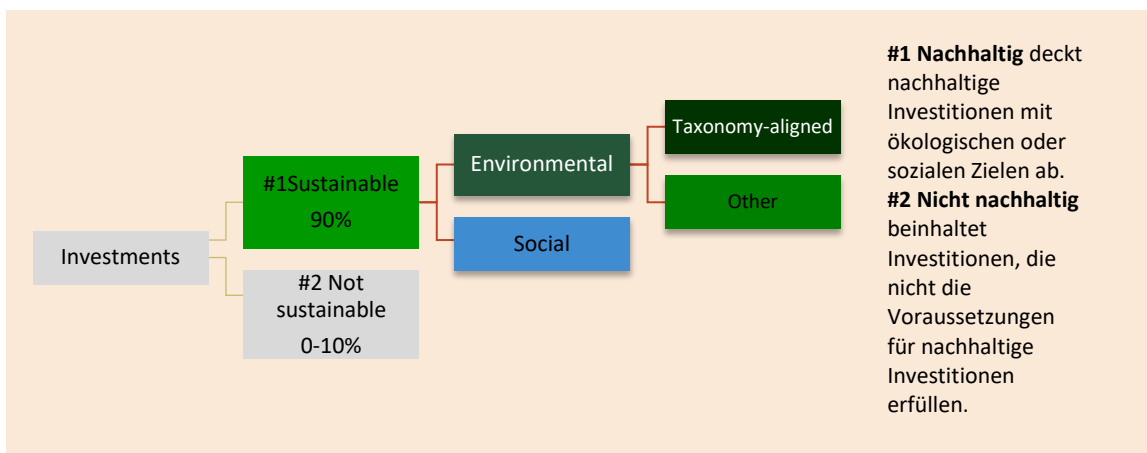 Investments
#1Sustainable
90%
#2 Not
sustainable
0-10%
Environmental
Social
Taxonomy-aligned
Other
#1 Nachhaltig deckt
nachhaltige
Investitionen mit
ökologischen oder
sozialen Zielen ab.
#2 Nicht nachhaltig
beinhaltet
Investitionen, die
nicht die
Voraussetzungen
für nachhaltige
Investitionen
erfüllen.